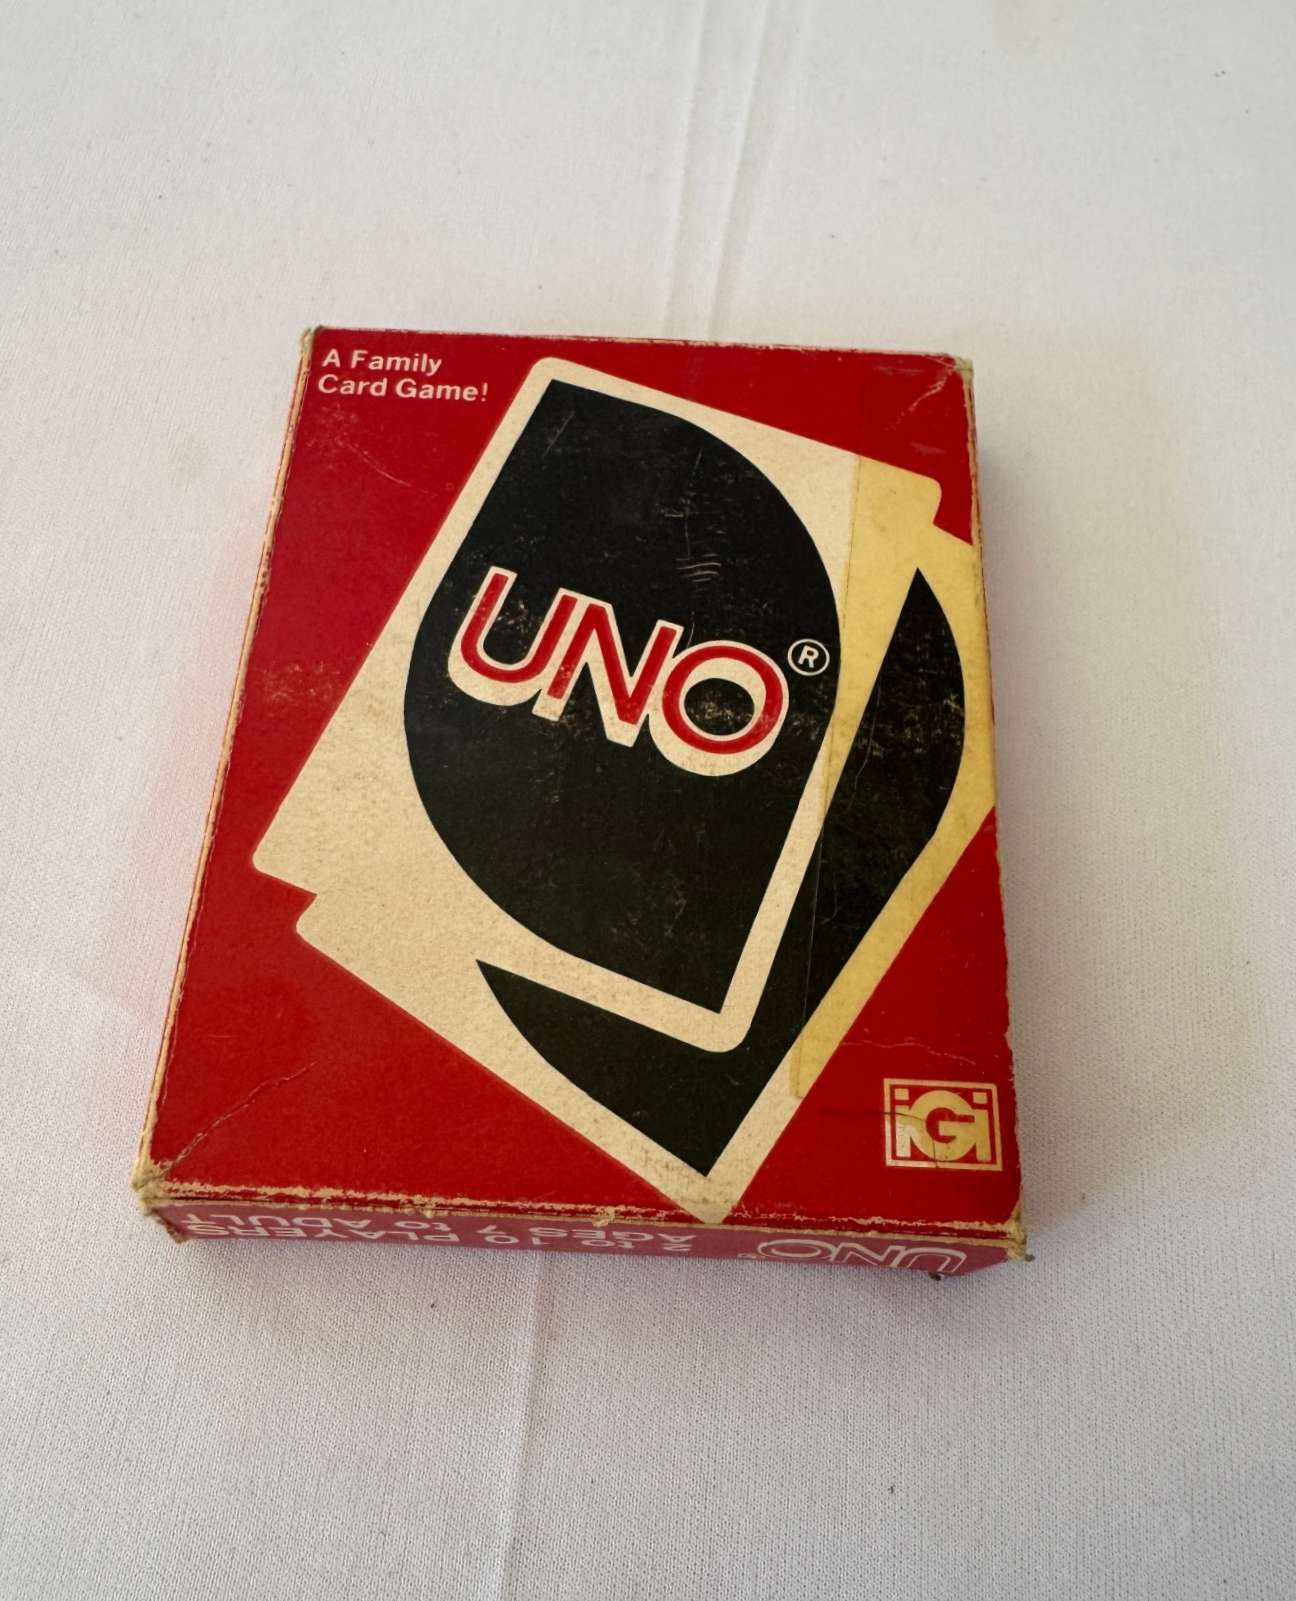 A Family
Card Game!
UNO®
iGi
UNO®
2 to 10 PLAYERS
AGES 7 to ADULT